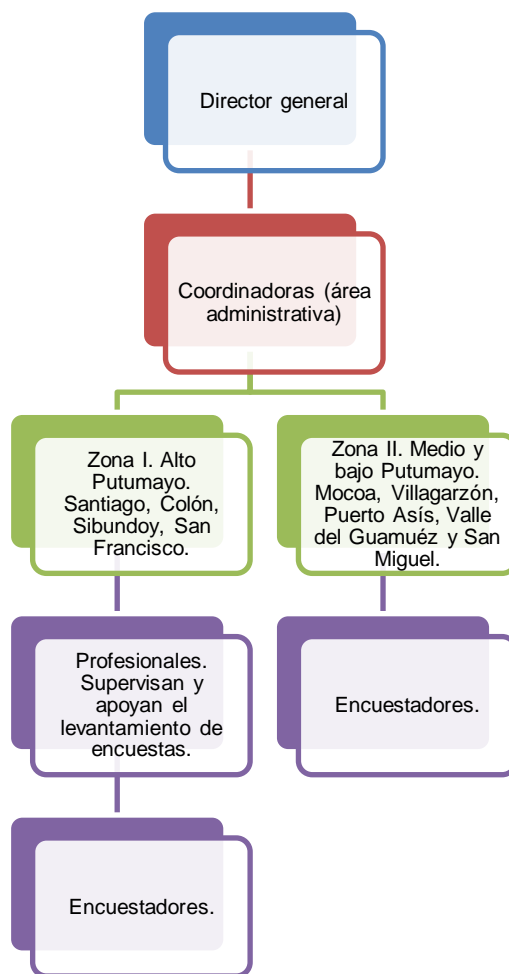 Director general
Coordinadoras (área
administrativa)
Zona I. Alto
Putumayo.
Santiago, Colón,
Sibundoy, San
Francisco.
Zona II. Medio y
bajo Putumayo.
Mocoa, Villagarzón,
Puerto Asís, Valle
del Guamuéz y San
Miguel.
Profesionales.
Supervisan y
apoyan el
levantamiento de
encuestas.
Encuestadores.
Encuestadores.